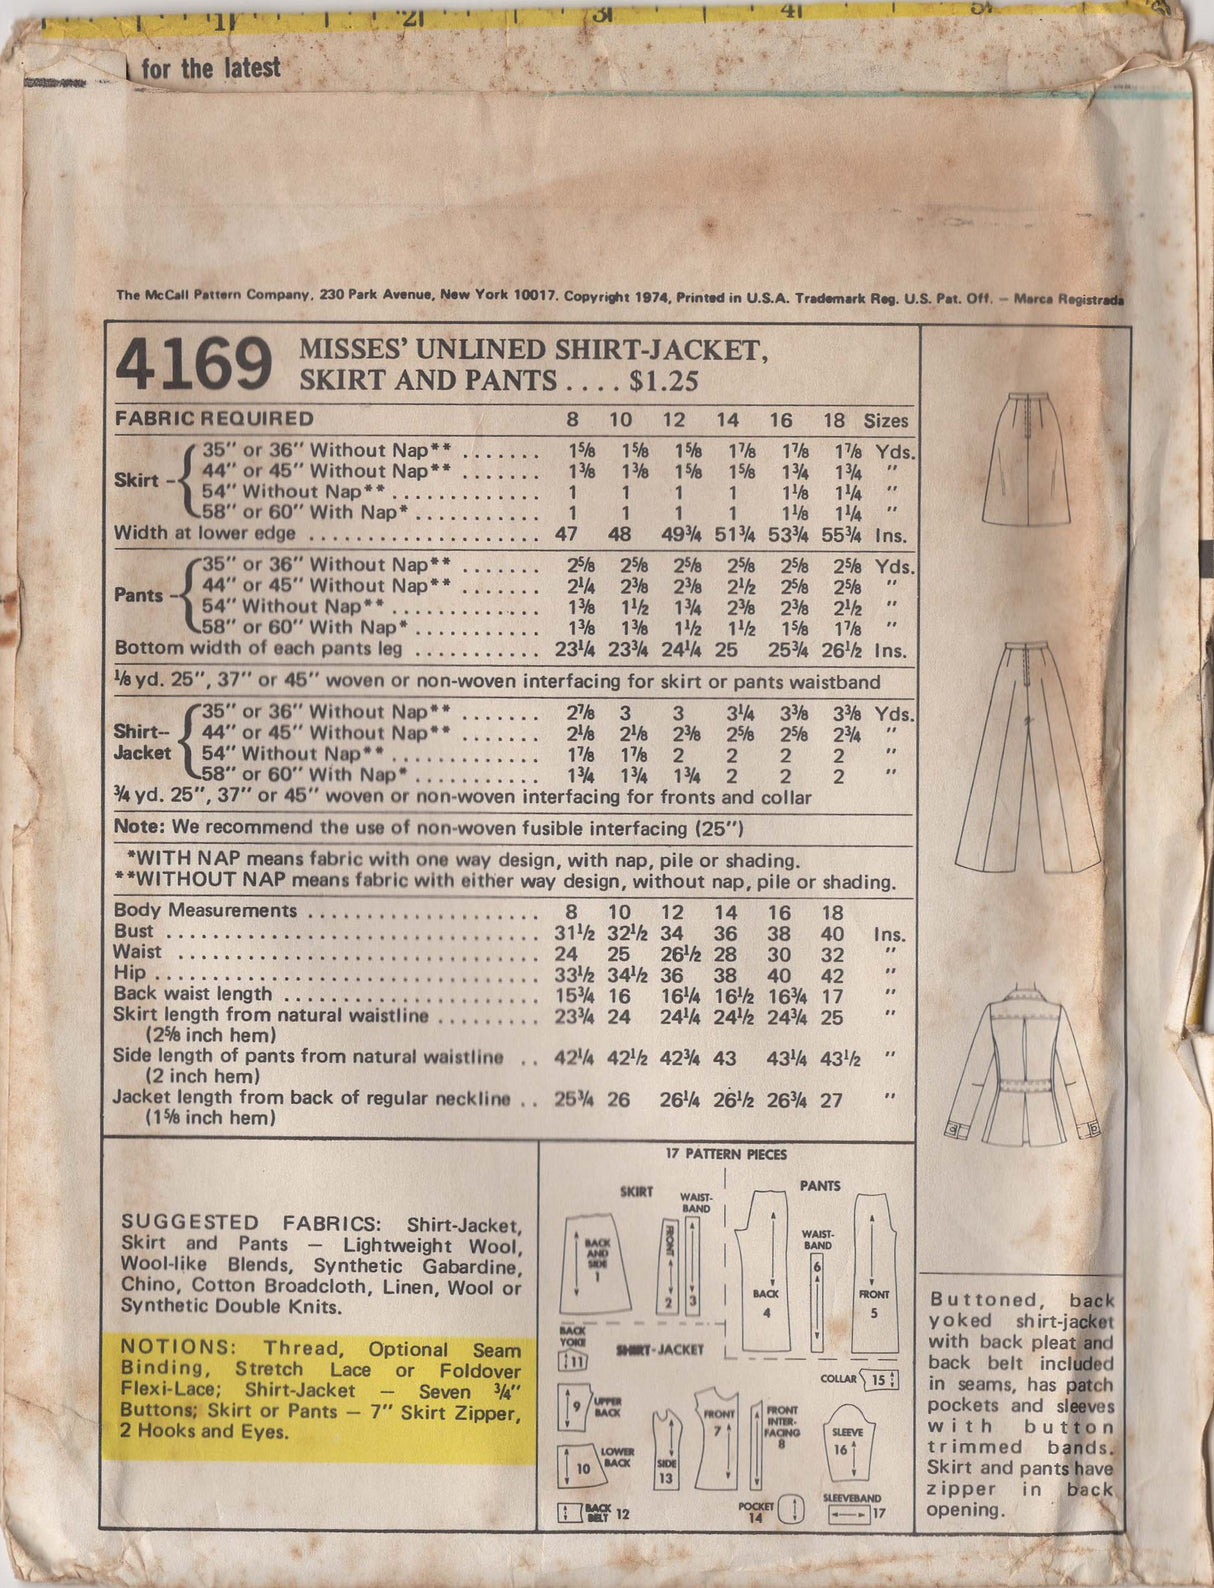 1 2 3 4 5
for the latest
The McCall Pattern Company, 230 Park Avenue, New York 10017. Copyright 1974, Printed in U.S.A. Trademark Reg. U.S. Pat. Off. — Marca Registrada
4169 MISSES' UNLINED SHIRT-JACKET,
SKIRT AND PANTS .... $1.25
FABRIC REQUIRED 8 10 12 14 16 18 Sizes
Skirt –
35" or 36" Without Nap** ....... 1⅝ 1⅝ 1⅝ 1⅞ 1⅞ 1⅞ Yds.
44" or 45" Without Nap** ....... 1⅜ 1⅜ 1⅝ 1⅝ 1¾ 1¾ "
54" Without Nap** ............. 1 1 1 1 1⅛ 1¼ "
58" or 60" With Nap* ........... 1 1 1 1 1⅛ 1¼ "
Width at lower edge .................... 47 48 49¾ 51¾ 53¾ 55¾ Ins.
Pants –
35" or 36" Without Nap** ....... 2⅝ 2⅝ 2⅝ 2⅝ 2⅝ 2⅝ Yds.
44" or 45" Without Nap** ....... 2¼ 2⅜ 2⅜ 2½ 2⅝ 2⅝ "
54" Without Nap** ............. 1⅜ 1½ 1¾ 2⅜ 2⅜ 2½ "
58" or 60" With Nap* ........... 1⅜ 1⅜ 1½ 1½ 1⅝ 1⅞ "
Bottom width of each pants leg ........... 23¼ 23¾ 24¼ 25 25¾ 26½ Ins.
⅛ yd. 25", 37" or 45" woven or non-woven interfacing for skirt or pants waistband
Shirt–
Jacket
35" or 36" Without Nap** ....... 2⅞ 3 3 3¼ 3⅜ 3⅜ Yds.
44" or 45" Without Nap** ....... 2⅛ 2⅛ 2⅜ 2⅝ 2⅝ 2¾ "
54" Without Nap** ............. 1⅞ 1⅞ 2 2 2 2 "
58" or 60" With Nap* ........... 1¾ 1¾ 1¾ 2 2 2 "
¾ yd. 25", 37" or 45" woven or non-woven interfacing for fronts and collar
Note: We recommend the use of non-woven fusible interfacing (25")
*WITH NAP means fabric with one way design, with nap, pile or shading.
**WITHOUT NAP means fabric with either way design, without nap, pile or shading.
Body Measurements .................... 8 10 12 14 16 18
Bust ................................ 31½ 32½ 34 36 38 40 Ins.
Waist ............................... 24 25 26½ 28 30 32 "
Hip ................................. 33½ 34½ 36 38 40 42 "
Back waist length ...................... 15¾ 16 16¼ 16½ 16¾ 17 "
Skirt length from natural waistline ......... 23¾ 24 24¼ 24½ 24¾ 25 "
(2⅝ inch hem)
Side length of pants from natural waistline .. 42¼ 42½ 42¾ 43 43¼ 43½ "
(2 inch hem)
Jacket length from back of regular neckline .. 25¾ 26 26¼ 26½ 26¾ 27 "
(1⅝ inch hem)
SUGGESTED FABRICS: Shirt-Jacket,
Skirt and Pants — Lightweight Wool,
Wool-like Blends, Synthetic Gabardine,
Chino, Cotton Broadcloth, Linen, Wool or
Synthetic Double Knits.
NOTIONS: Thread, Optional Seam
Binding, Stretch Lace or Foldover
Flexi-Lace; Shirt-Jacket — Seven ¾"
Buttons; Skirt or Pants — 7" Skirt Zipper,
2 Hooks and Eyes.
17 PATTERN PIECES
SKIRT
BACK
AND
SIDE
1
FRONT
2
WAIST-
BAND
3
PANTS
BACK
4
WAIST-
BAND
6
FRONT
5
SHIRT-JACKET
BACK
YOKE
11
9
UPPER
BACK
10
LOWER
BACK
BACK
BELT 12
SIDE
13
FRONT
7
FRONT
INTER-
FACING
8
COLLAR 15
SLEEVE
16
POCKET
14
SLEEVEBAND
17
Buttoned, back
yoked shirt-jacket
with back pleat and
back belt included
in seams, has patch
pockets and sleeves
with button
trimmed bands.
Skirt and pants have
zipper in back
opening.